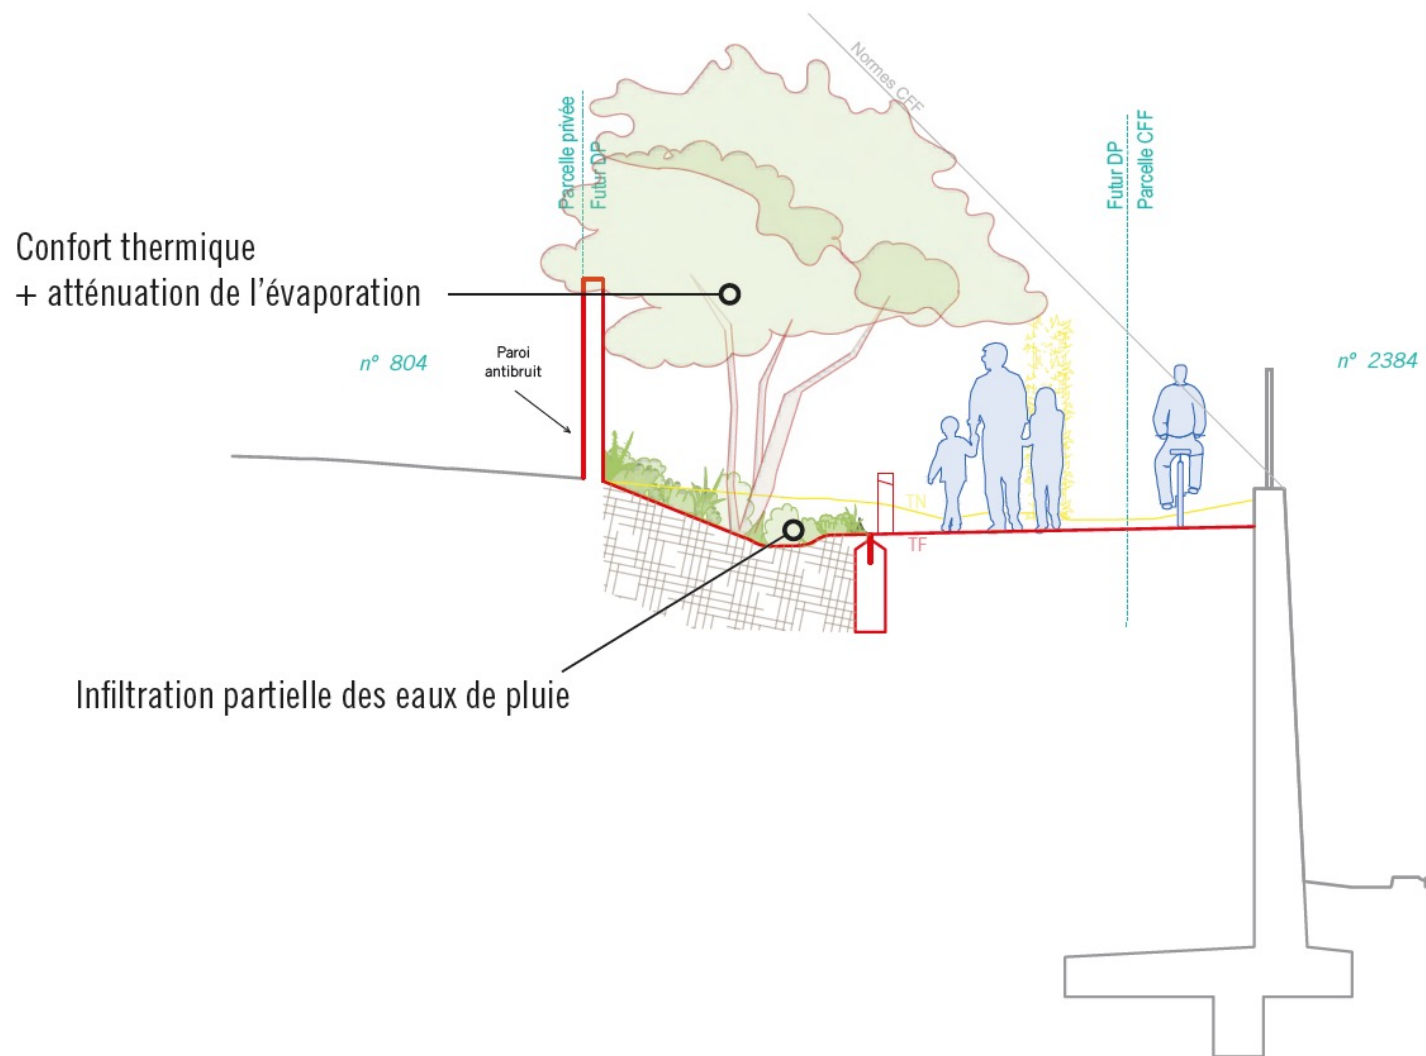 Normes CFF
Parcelle privée
Futur DP
Futur DP
Parcelle CFF
Confort thermique
+ atténuation de l'évaporation
n° 804
Paroi
antibruit
n° 2384
TN
TF
Infiltration partielle des eaux de pluie